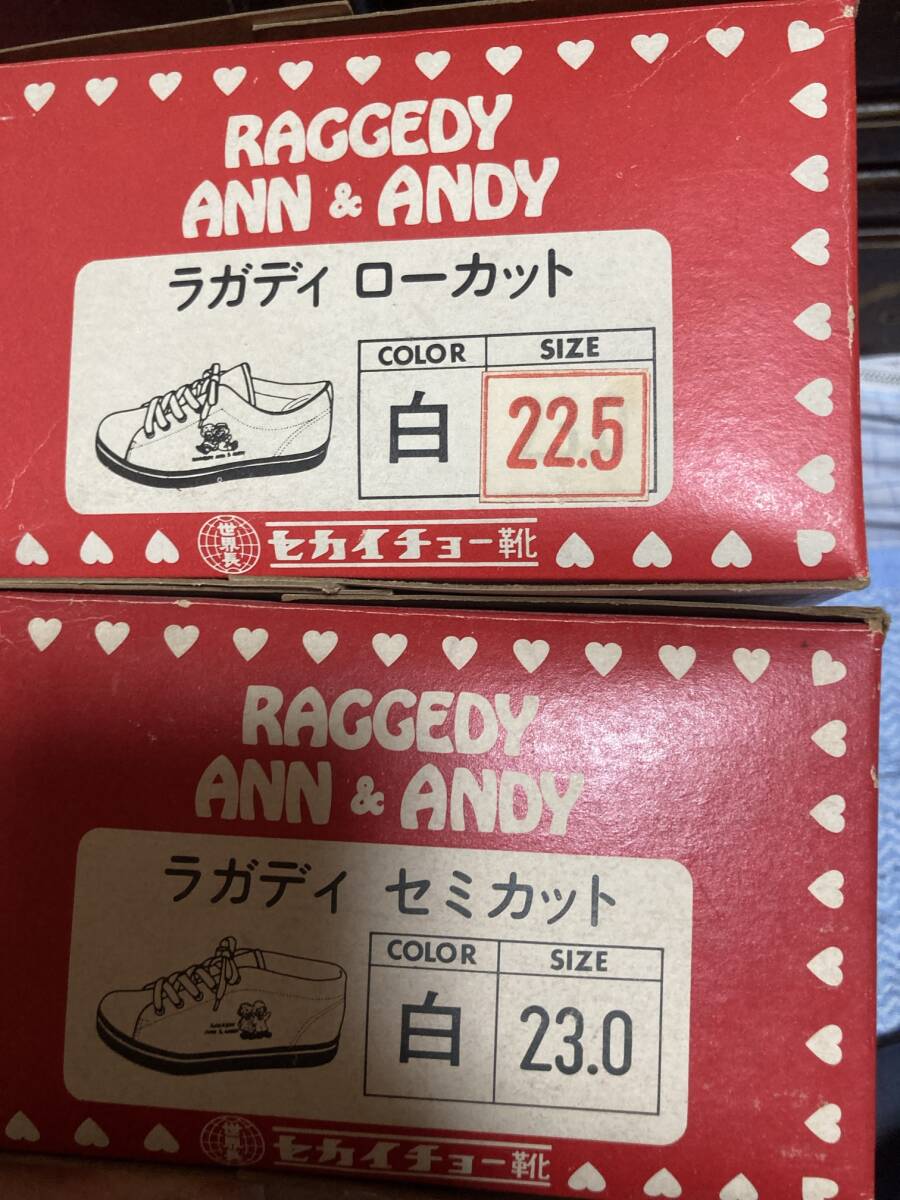 RAGGEDY
ANN & ANDY
ラガディ ローカット
COLOR SIZE
白 22.5
世界長 セカイチョー靴
RAGGEDY
ANN & ANDY
ラガディ セミカット
COLOR SIZE
白 23.0
世界長 セカイチョー靴